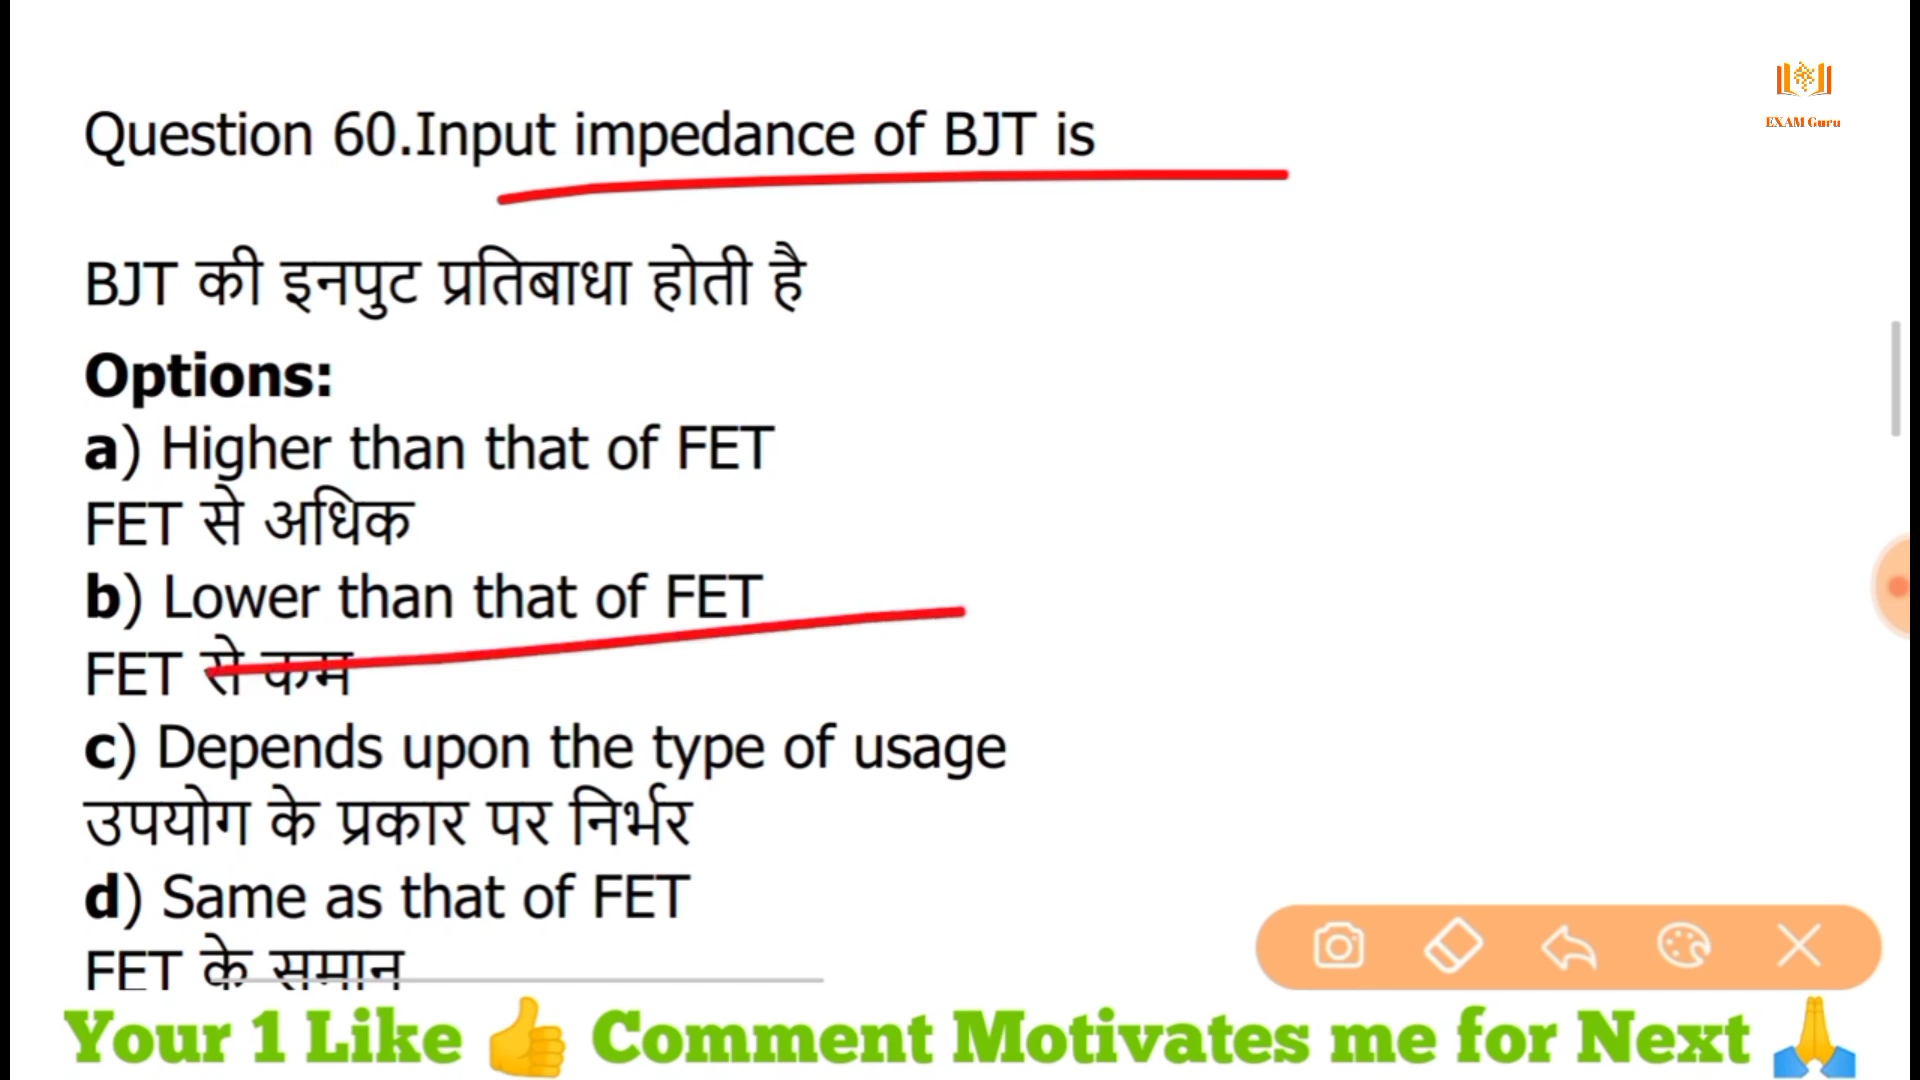 EXAM Guru
Question 60.Input impedance of BJT is
BJT की इनपुट प्रतिबाधा होती है
Options:
a) Higher than that of FET
FET से अधिक
b) Lower than that of FET
FET से कम
c) Depends upon the type of usage
उपयोग के प्रकार पर निर्भर
d) Same as that of FET
FET के समान
Your 1 Like 👍 Comment Motivates me for Next 🙏